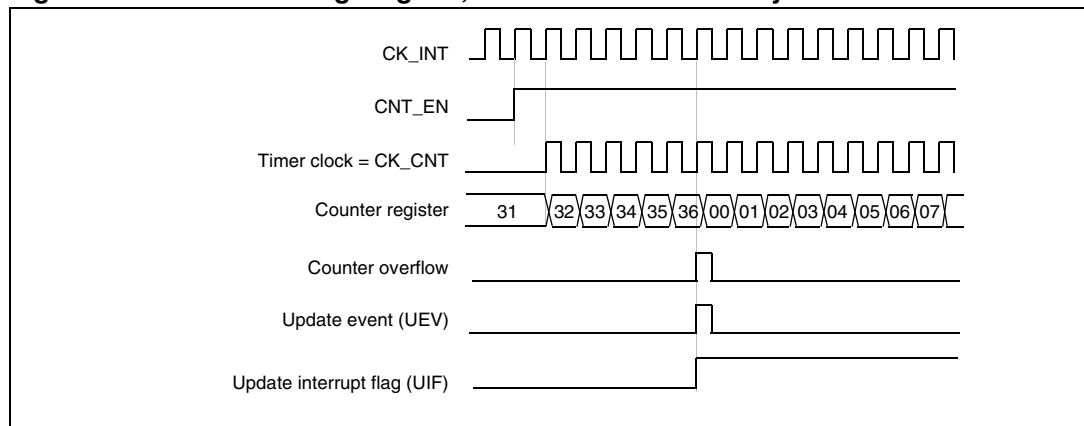 CK_INT
CNT_EN
Timer clock = CK_CNT
Counter register 31 32 33 34 35 36 00 01 02 03 04 05 06 07
Counter overflow
Update event (UEV)
Update interrupt flag (UIF)